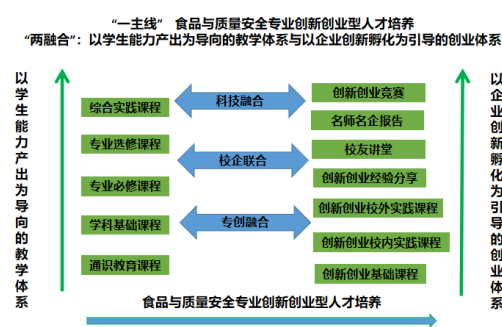 “一主线” 食品与质量安全专业创新创业型人才培养
“两融合”：以学生能力产出为导向的教学体系与以企业创新孵化为引导的创业体系
以学生能力产出为导向的教学体系
综合实践课程
专业选修课程
专业必修课程
学科基础课程
通识教育课程
科技融合
校企联合
专创融合
创新创业竞赛
名师名企报告
校友讲堂
创新创业经验分享
创新创业校外实践课程
创新创业校内实践课程
创新创业基础课程
以企业创新孵化为引导的创业体系
食品与质量安全专业创新创业型人才培养